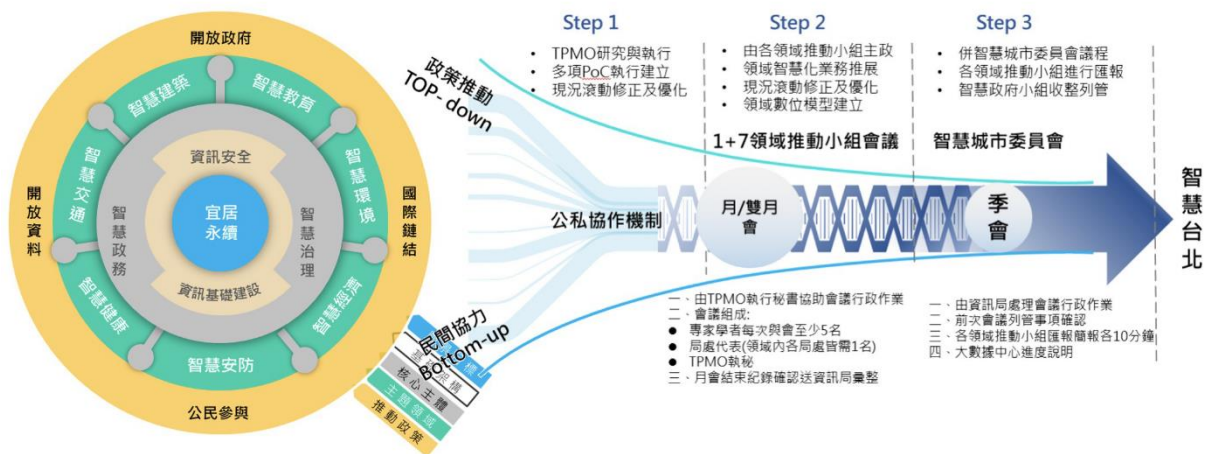 開放政府
智慧建築
智慧教育
智慧交通
智慧環境
資訊安全
開放資料
智慧政務
宜居
永續
智慧治理
國際鏈結
資訊基礎建設
智慧健康
智慧經濟
智慧安防
公民參與
政策推動
TOP- down
民間協力
Bottom-up
核心主體
主題領域
推動政策
Step 1
• TPMO研究與執行
• 多項PoC執行建立
• 現況滾動修正及優化
公私協作機制
Step 2
• 由各領域推動小組主政
• 領域智慧化業務推展
• 現況滾動修正及優化
• 領域數位模型建立
1+7領域推動小組會議
月/雙月
會
一、由TPMO執行秘書協助會議行政作業
二、會議組成:
● 專家學者每次與會至少5名
● 局處代表(領域內各局處皆需1名)
● TPMO執秘
三、月會結束紀錄確認送資訊局彙整
Step 3
• 併智慧城市委員會議程
• 各領域推動小組進行匯報
• 智慧政府小組收整列管
智慧城市委員會
季
會
一、由資訊局處理會議行政作業
二、前次會議列管事項確認
三、各領域推動小組匯報簡報各10分鐘
四、大數據中心進度說明
智慧台北